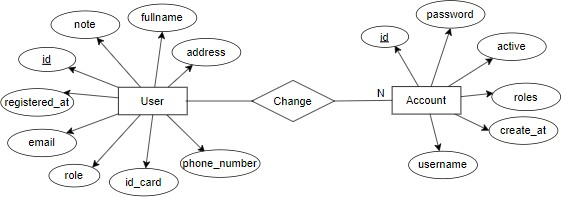 password
fullname
note
id
active
address
id
User
Change
N
Account
roles
registered_at
create_at
email
username
phone_number
role
id_card